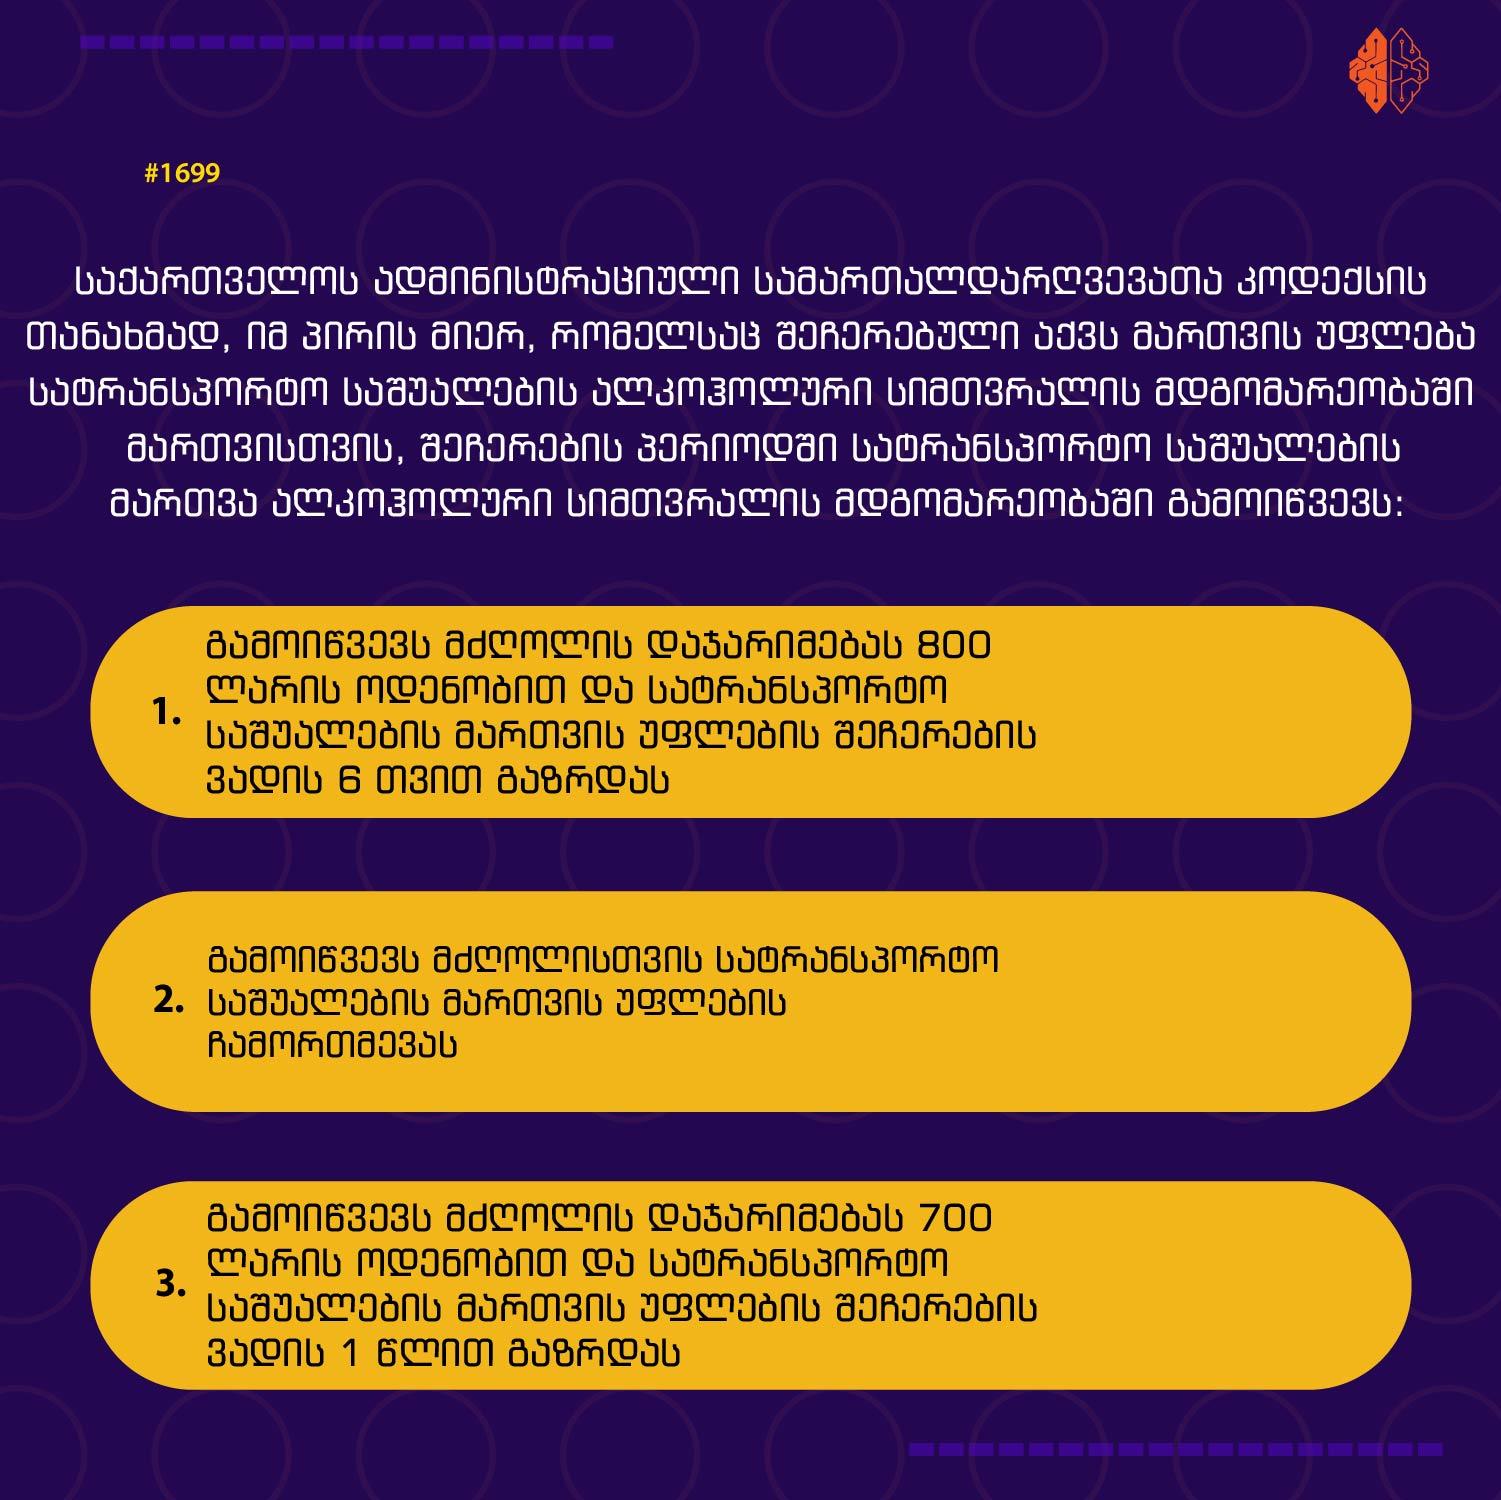 #1699
საქართველოს ადმინისტრაციული სამართალდარღვევათა კოდექსის
თანახმად, იმ პირის მიერ, რომელსაც შეჩერებული აქვს მართვის უფლება
სატრანსპორტო საშუალების ალკოჰოლური სიმთვრალის მდგომარეობაში
მართვისთვის, შეჩერების პერიოდში სატრანსპორტო საშუალების
მართვა ალკოჰოლური სიმთვრალის მდგომარეობაში გამოიწვევს:
გამოიწვევს მძღოლის დაჯარიმებას 800
ლარის ოდენობით და სატრანსპორტო
1.
საშუალების მართვის უფლების შეჩერების
ვადის 6 თვით გაზრდას
გამოიწვევს მძღოლისთვის სატრანსპორტო
2. საშუალების მართვის უფლების
ჩამორთმევას
გამოიწვევს მძღოლის დაჯარიმებას 700
ლარის ოდენობით და სატრანსპორტო
3.
საშუალების მართვის უფლების შეჩერების
ვადის 1 წლით გაზრდას